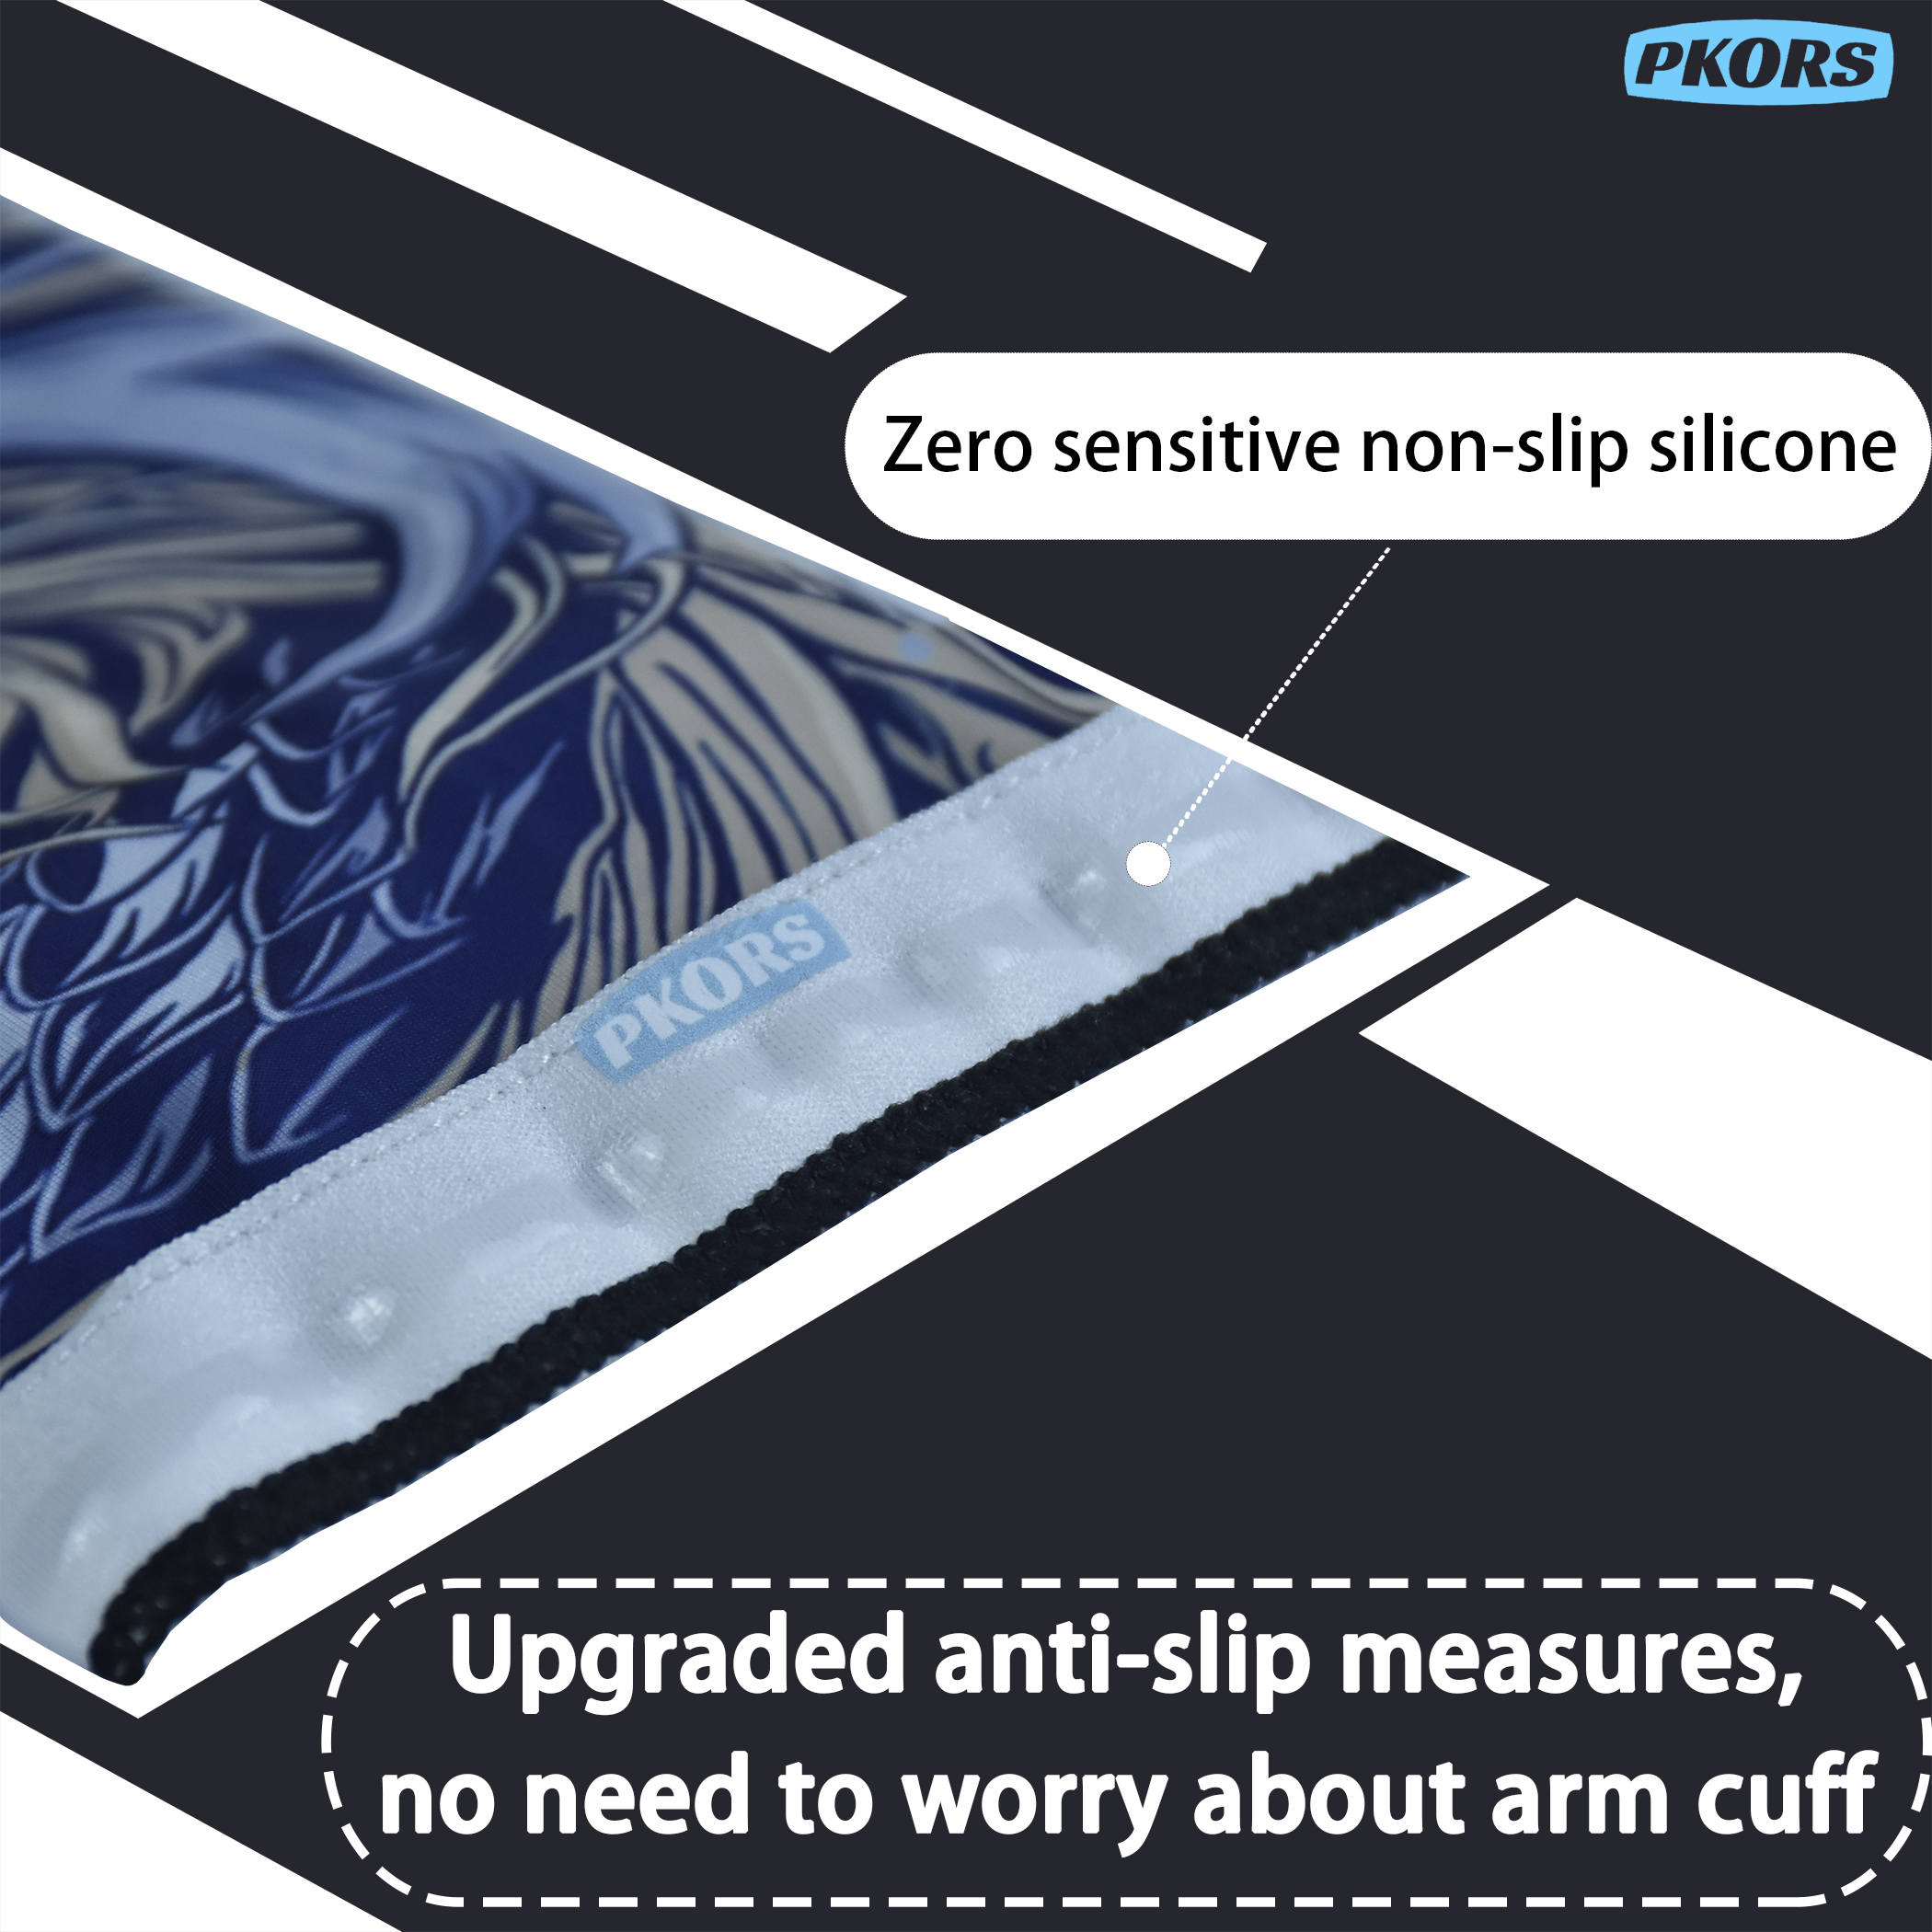 PKORS
Zero sensitive non-slip silicone
PKORS
Upgraded anti-slip measures,
no need to worry about arm cuff